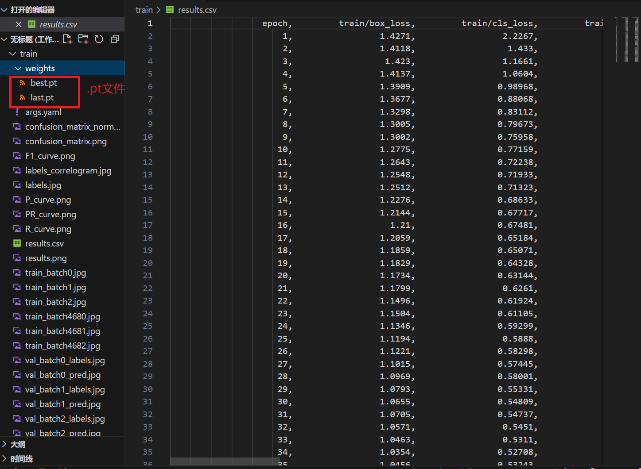 打开的编辑器
results.csv
无标题 (工作...
train
weights
best.pt
last.pt
.pt文件
args.yaml
confusion_matrix_norm...
confusion_matrix.png
F1_curve.png
labels_correlogram.jpg
labels.jpg
P_curve.png
PR_curve.png
R_curve.png
results.csv
results.png
train_batch0.jpg
train_batch1.jpg
train_batch2.jpg
train_batch4680.jpg
train_batch4681.jpg
train_batch4682.jpg
val_batch0_labels.jpg
val_batch0_pred.jpg
val_batch1_labels.jpg
val_batch1_pred.jpg
val_batch2_labels.jpg
val_batch2_pred.jpg
大纲
时间线
train > results.csv
1 epoch, train/box_loss, train/cls_loss, trai
2 1, 1.4271, 2.2267,
3 2, 1.4118, 1.433,
4 3, 1.423, 1.1661,
5 4, 1.4137, 1.0604,
6 5, 1.3909, 0.98968,
7 6, 1.3677, 0.88068,
8 7, 1.3298, 0.83112,
9 8, 1.3005, 0.79673,
10 9, 1.3002, 0.75958,
11 10, 1.2775, 0.77159,
12 11, 1.2643, 0.72238,
13 12, 1.2548, 0.71933,
14 13, 1.2512, 0.71323,
15 14, 1.2276, 0.68633,
16 15, 1.2144, 0.67717,
17 16, 1.21, 0.67481,
18 17, 1.2059, 0.65184,
19 18, 1.1859, 0.65071,
20 19, 1.1829, 0.64328,
21 20, 1.1734, 0.63144,
22 21, 1.1799, 0.6261,
23 22, 1.1496, 0.61924,
24 23, 1.1504, 0.61105,
25 24, 1.1346, 0.59299,
26 25, 1.1194, 0.5888,
27 26, 1.1221, 0.58298,
28 27, 1.1015, 0.57445,
29 28, 1.0969, 0.58001,
30 29, 1.0793, 0.55331,
31 30, 1.0655, 0.54809,
32 31, 1.0705, 0.54737,
33 32, 1.0571, 0.5451,
34 33, 1.0463, 0.5311,
35 34, 1.0354, 0.52708,
36 35, 1.0456, 0.53243,